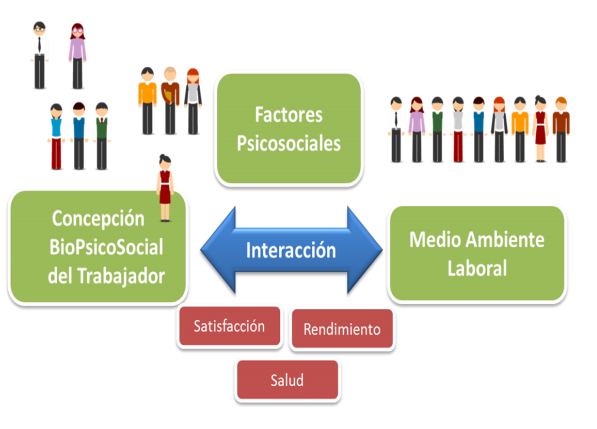 Factores
Psicosociales
Concepción
BioPsicoSocial
del Trabajador
Interacción
Medio Ambiente
Laboral
Satisfacción
Rendimiento
Salud